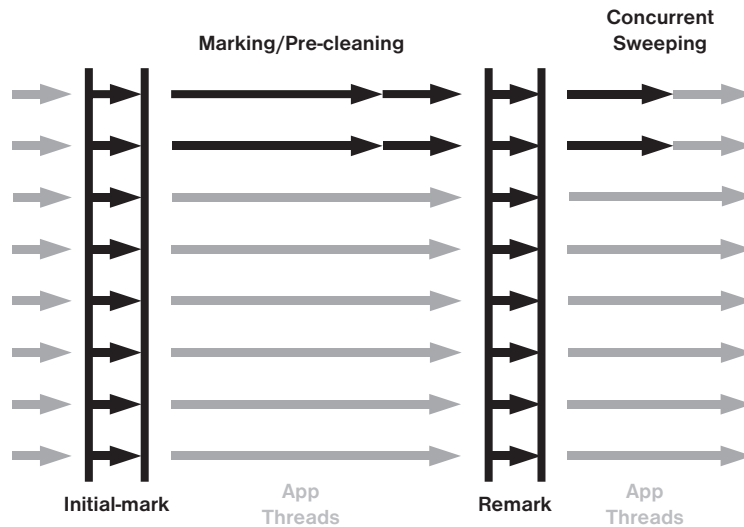 Marking/Pre-cleaning
Concurrent
Sweeping
Initial-mark
App
Threads
Remark
App
Threads